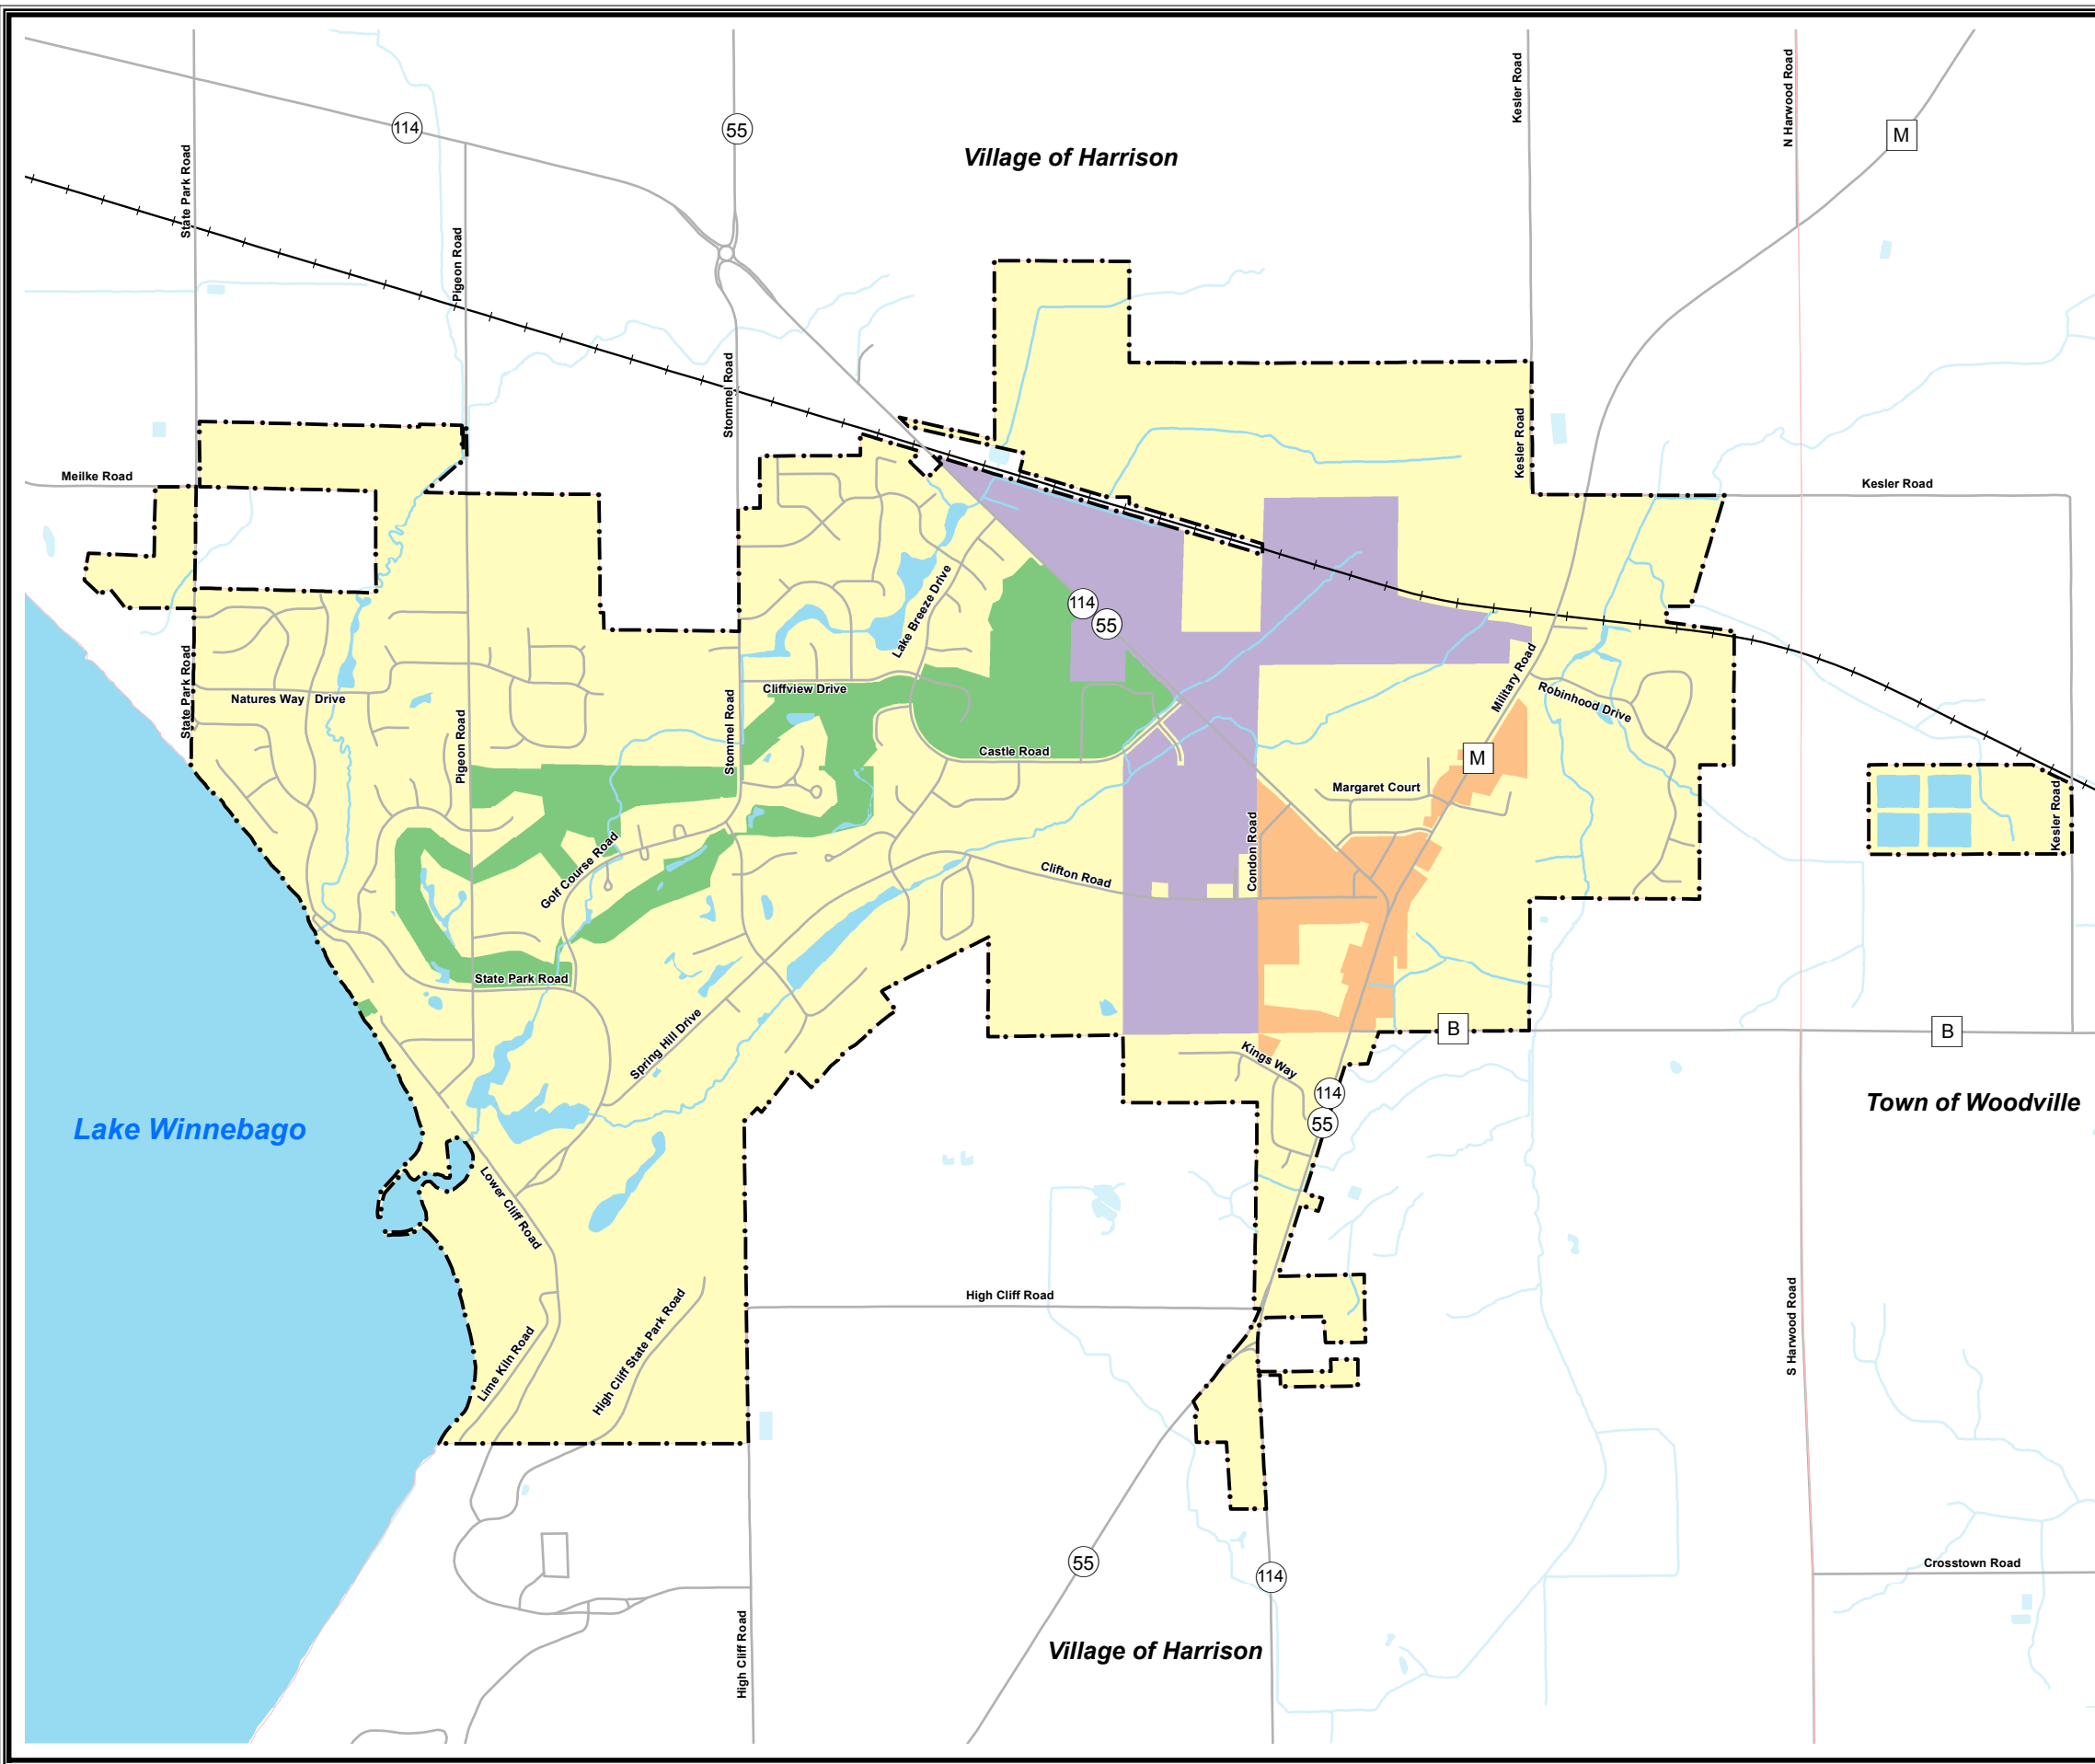 Kesler Road
N Harwood Road
114
55
M
Village of Harrison
State Park Road
Pigeon Road
Stommel Road
Kesler Road
Meilke Road
Kesler Road
Lake Breeze Drive
114
55
State Park Road
Natures Way Drive
Cliffview Drive
Military Road
Robinhood Drive
Pigeon Road
Stommel Road
Castle Road
M
Margaret Court
Kesler Road
Golf Course Road
Clifton Road
Condon Road
State Park Road
Spring Hill Drive
Kings Way
B
B
114
55
Lake Winnebago
Town of Woodville
Lower Cliff Road
High Cliff Road
Lime Kiln Road
High Cliff State Park Road
S Harwood Road
55
114
Crosstown Road
High Cliff Road
Village of Harrison